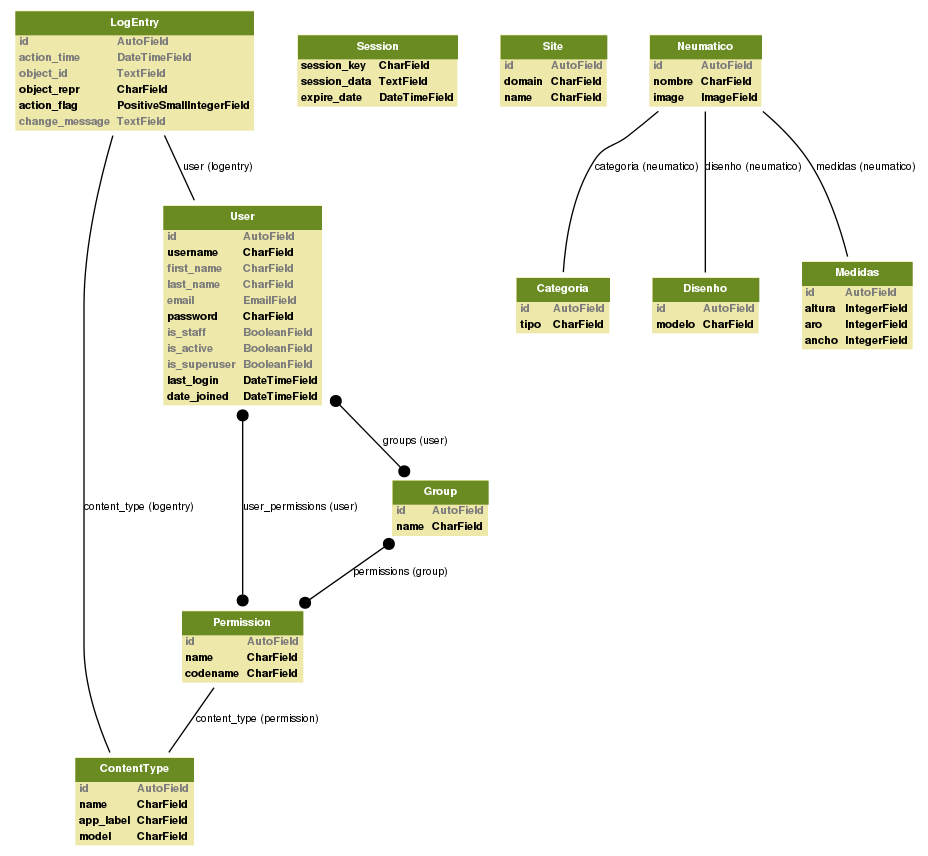 LogEntry
id AutoField
action_time DateTimeField
object_id TextField
object_repr CharField
action_flag PositiveSmallIntegerField
change_message TextField
Session
session_key CharField
session_data TextField
expire_date DateTimeField
Site
id AutoField
domain CharField
name CharField
Neumatico
id AutoField
nombre CharField
image ImageField
user (logentry)
categoria (neumatico)
disenho (neumatico)
medidas (neumatico)
User
id AutoField
username CharField
first_name CharField
last_name CharField
email EmailField
password CharField
is_staff BooleanField
is_active BooleanField
is_superuser BooleanField
last_login DateTimeField
date_joined DateTimeField
Categoria
id AutoField
tipo CharField
Disenho
id AutoField
modelo CharField
Medidas
id AutoField
altura IntegerField
aro IntegerField
ancho IntegerField
groups (user)
content_type (logentry)
user_permissions (user)
Group
id AutoField
name CharField
permissions (group)
Permission
id AutoField
name CharField
codename CharField
content_type (permission)
ContentType
id AutoField
name CharField
app_label CharField
model CharField